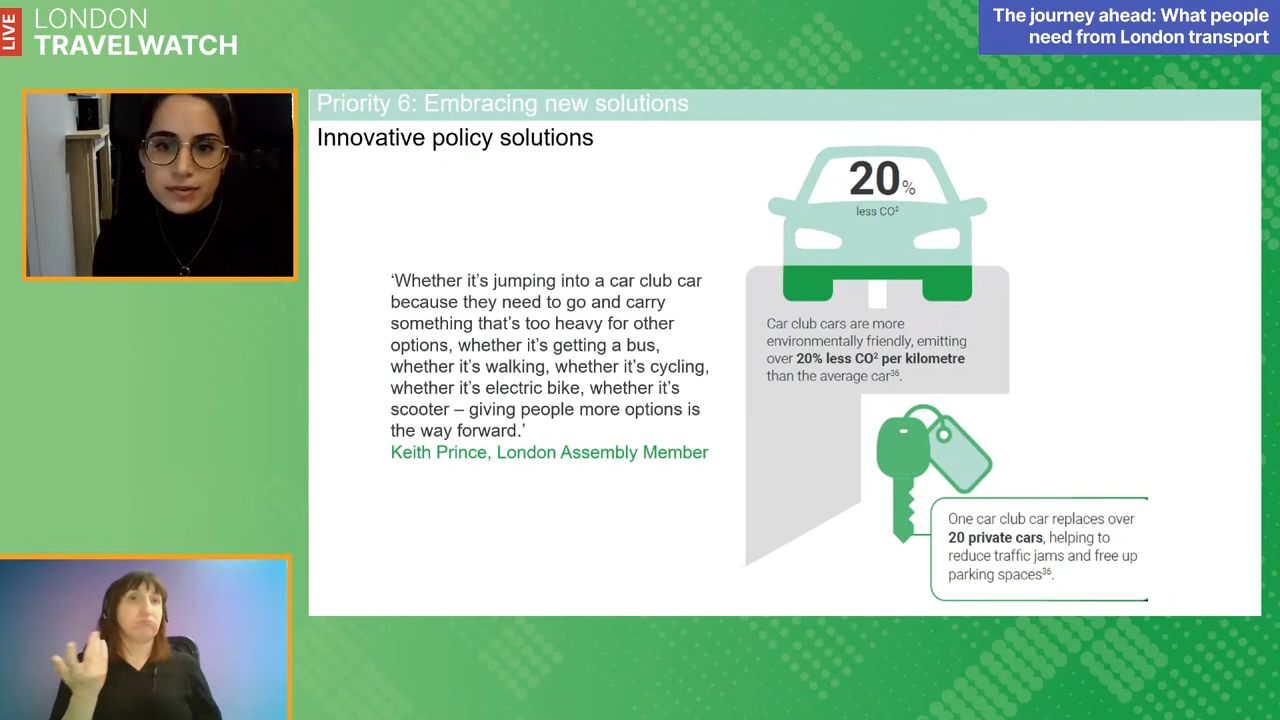 LIVE
LONDON
TRAVELWATCH
The journey ahead: What people
need from London transport
Priority 6: Embracing new solutions
Innovative policy solutions
‘Whether it’s jumping into a car club car
because they need to go and carry
something that’s too heavy for other
options, whether it’s getting a bus,
whether it’s walking, whether it’s cycling,
whether it’s electric bike, whether it’s
scooter – giving people more options is
the way forward.’
Keith Prince, London Assembly Member
20%
less CO²
Car club cars are more
environmentally friendly, emitting
over 20% less CO² per kilometre
than the average car³⁶.
One car club car replaces over
20 private cars, helping to
reduce traffic jams and free up
parking spaces³⁶.